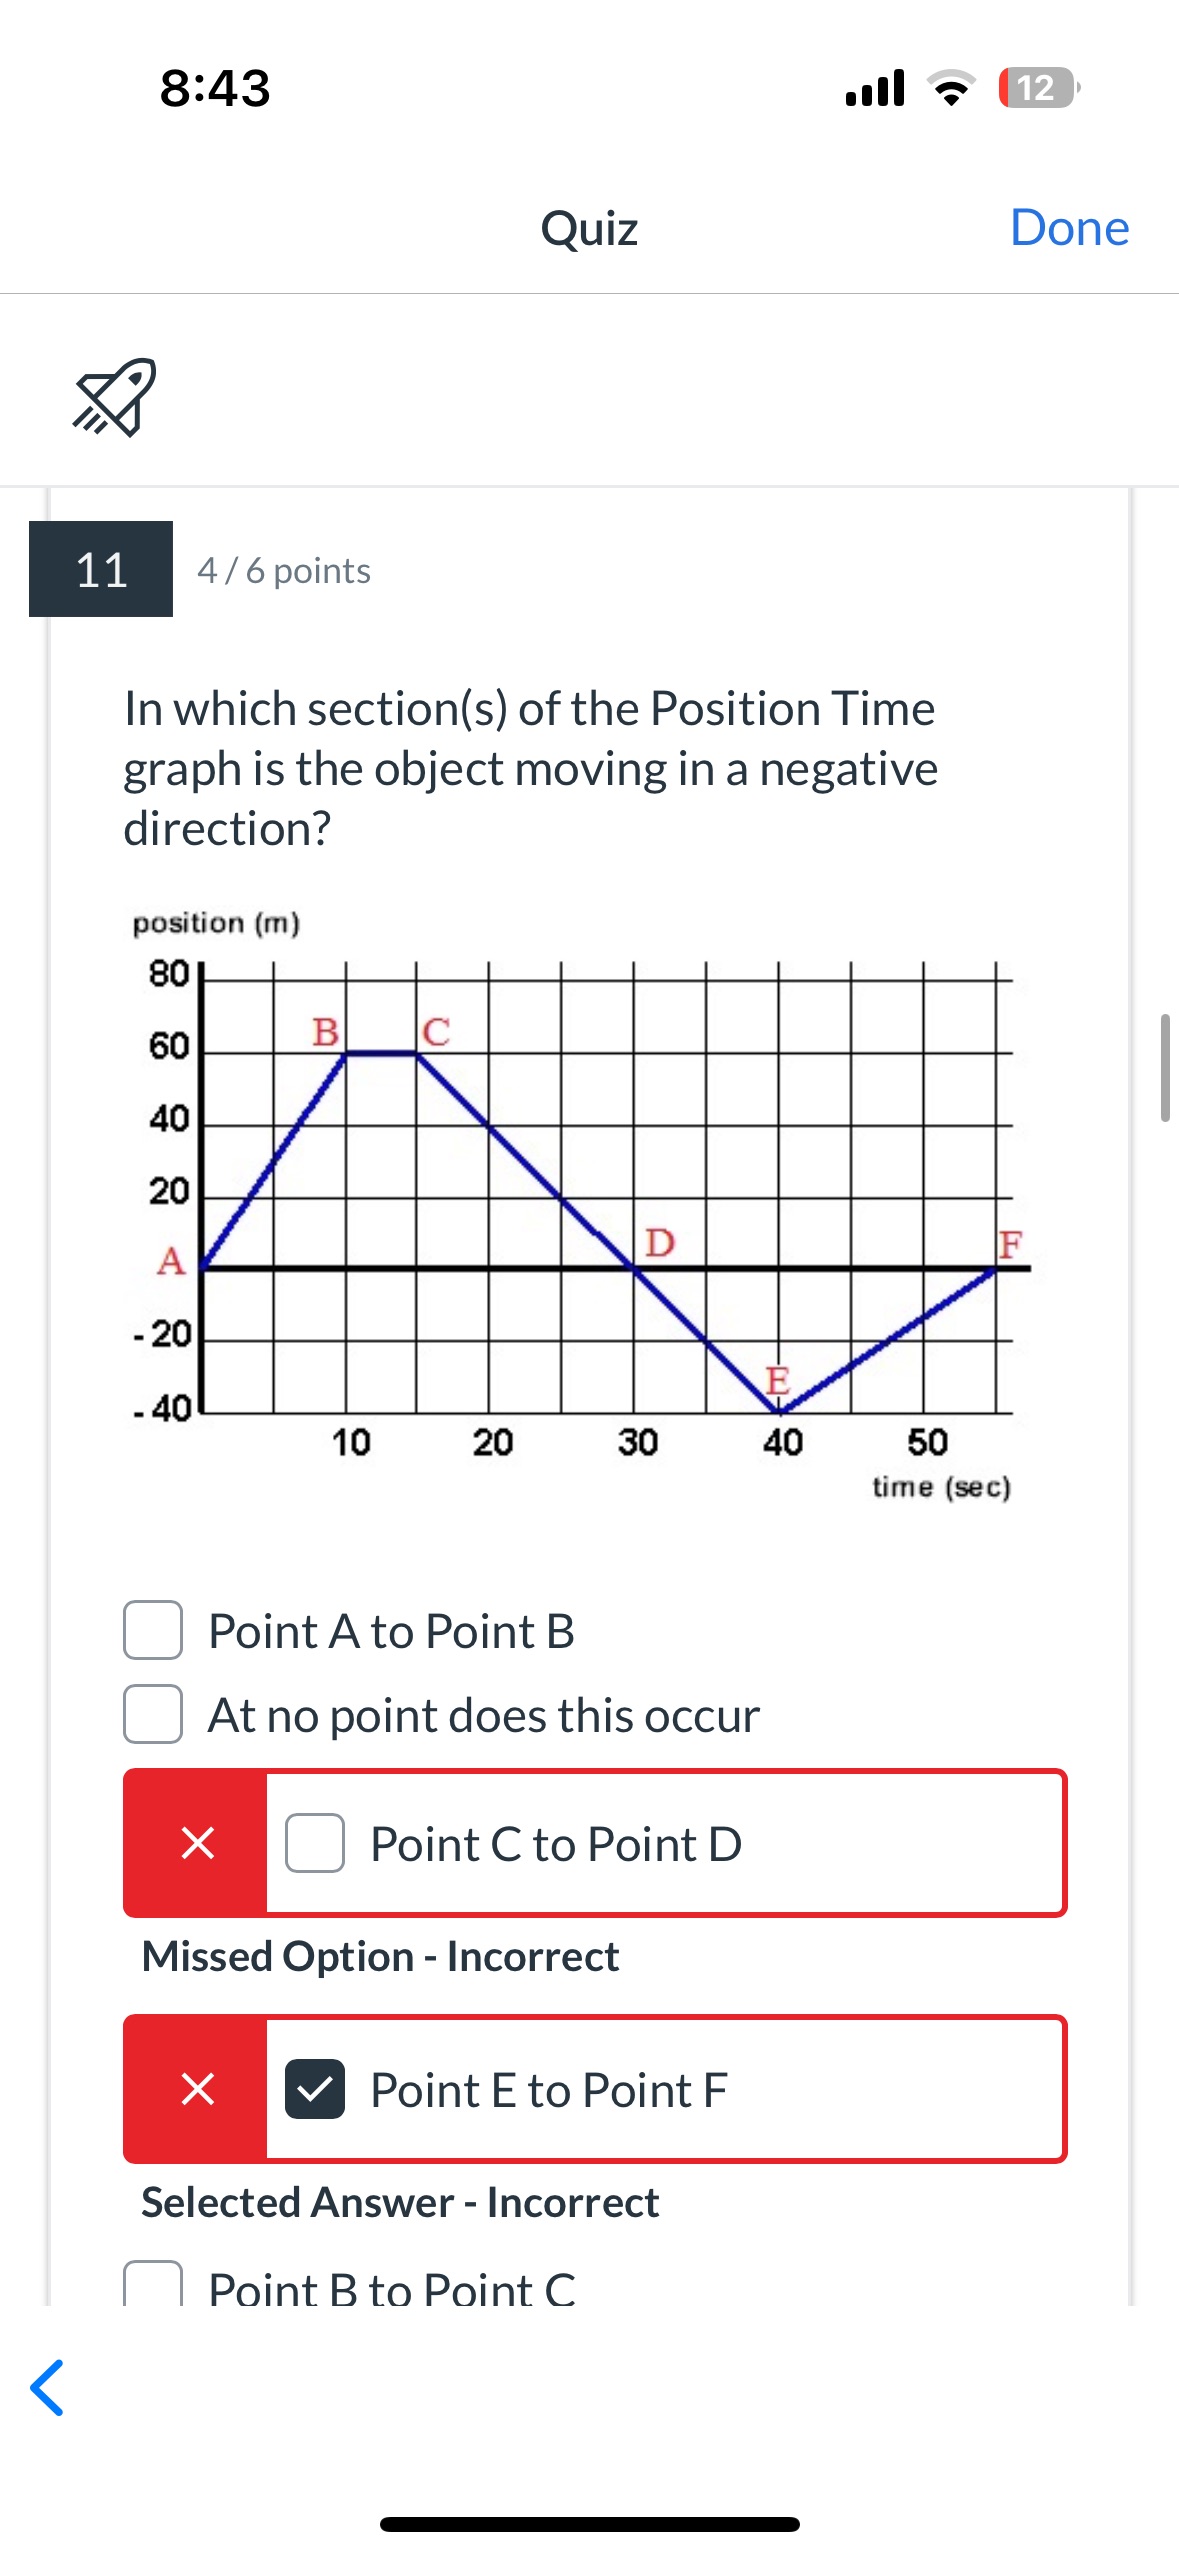 8:43
12
Quiz
Done
11
4 / 6 points
In which section(s) of the Position Time
graph is the object moving in a negative
direction?
position (m)
80
B
C
60
40
20
D
F
A
- 20
E
- 40
10
20
30
40
50
time (sec)
Point A to Point B
At no point does this occur
Point C to Point D
Missed Option - Incorrect
Point E to Point F
Selected Answer - Incorrect
Point B to Point C